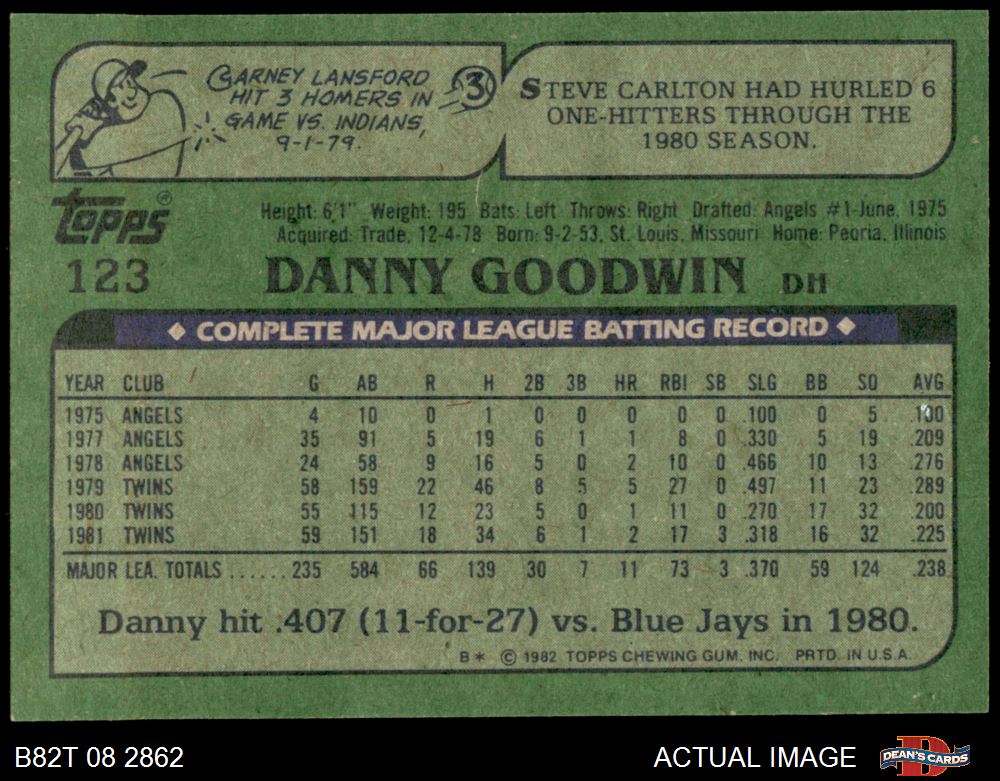 CARNEY LANSFORD
HIT 3 HOMERS IN
GAME VS. INDIANS,
9-1-79.
3
STEVE CARLTON HAD HURLED 6
ONE-HITTERS THROUGH THE
1980 SEASON.
topps®
Height: 6'1" Weight: 195 Bats: Left Throws: Right Drafted: Angels #1-June, 1975
Acquired: Trade, 12-4-78 Born: 9-2-53, St. Louis, Missouri Home: Peoria, Illinois
123 DANNY GOODWIN DH
◆ COMPLETE MAJOR LEAGUE BATTING RECORD ◆
YEAR CLUB G AB R H 2B 3B HR RBI SB SLG BB SO AVG
1975 ANGELS 4 10 0 1 0 0 0 0 0 .100 0 5 .100
1977 ANGELS 35 91 5 19 6 1 1 8 0 .330 5 19 .209
1978 ANGELS 24 58 9 16 5 0 2 10 0 .466 10 13 .276
1979 TWINS 58 159 22 46 8 5 5 27 0 .497 11 23 .289
1980 TWINS 55 115 12 23 5 0 1 11 0 .270 17 32 .200
1981 TWINS 59 151 18 34 6 1 2 17 3 .318 16 32 .225
MAJOR LEA. TOTALS ...... 235 584 66 139 30 7 11 73 3 .370 59 124 .238
Danny hit .407 (11-for-27) vs. Blue Jays in 1980.
B* © 1982 TOPPS CHEWING GUM, INC. PRTD. IN U.S.A.
B82T 08 2862
ACTUAL IMAGE
D
DEAN'S CARDS